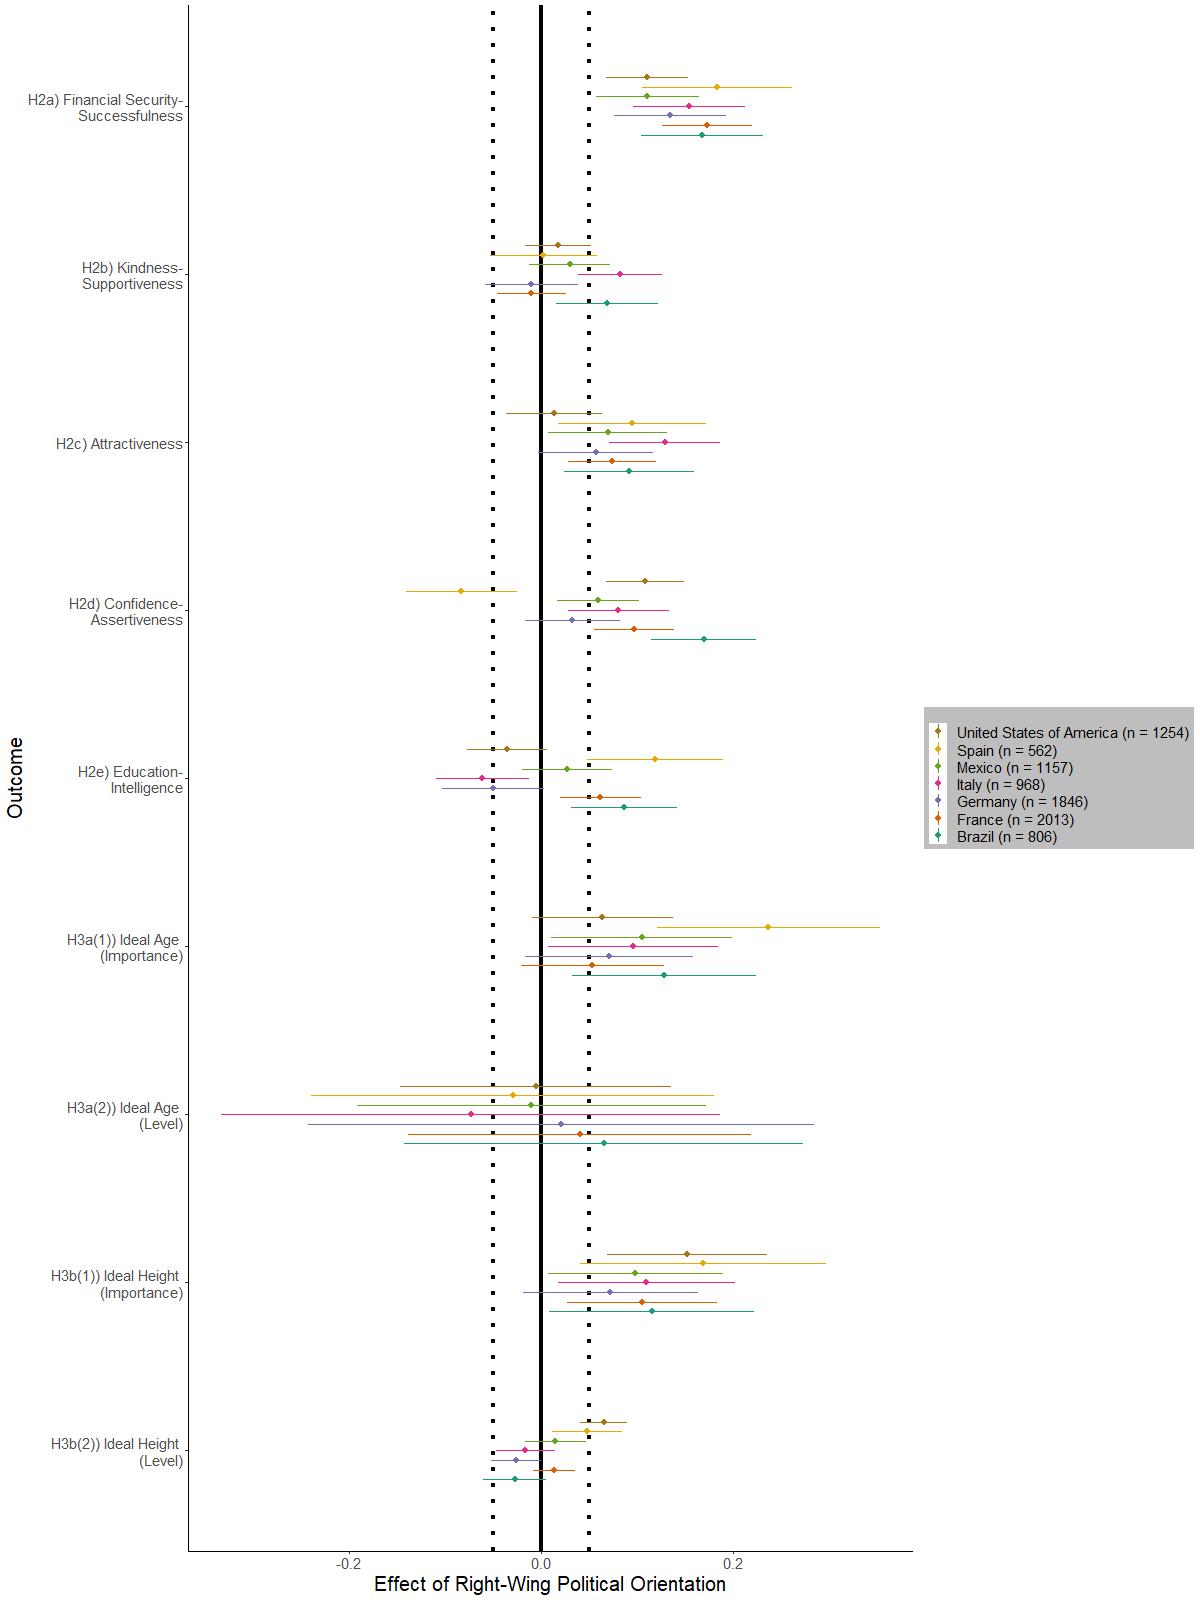 H2a) Financial Security-
Successfulness
H2b) Kindness-
Supportiveness
H2c) Attractiveness
H2d) Confidence-
Assertiveness
H2e) Education-
Intelligence
H3a(1)) Ideal Age
(Importance)
H3a(2)) Ideal Age
(Level)
H3b(1)) Ideal Height
(Importance)
H3b(2)) Ideal Height
(Level)
Outcome
-0.2
0.0
0.2
Effect of Right-Wing Political Orientation
United States of America (n = 1254)
Spain (n = 562)
Mexico (n = 1157)
Italy (n = 968)
Germany (n = 1846)
France (n = 2013)
Brazil (n = 806)